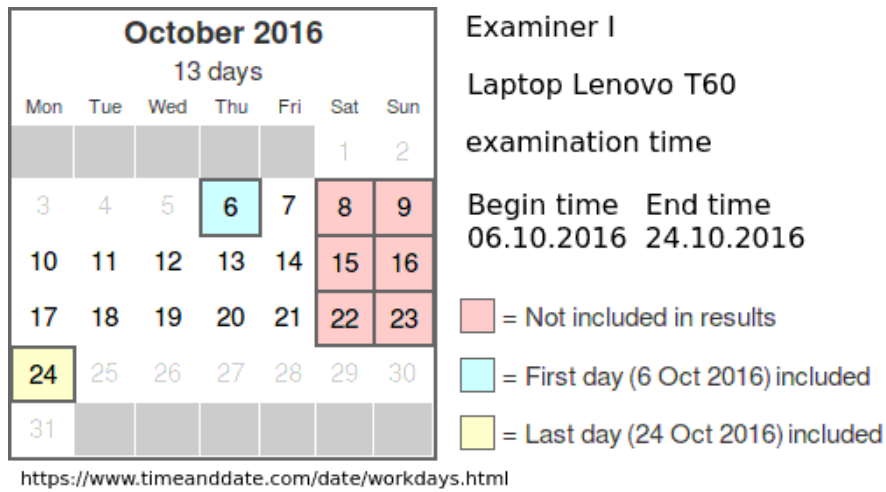 October 2016
13 days
Mon Tue Wed Thu Fri Sat Sun
1 2
3 4 5 6 7 8 9
10 11 12 13 14 15 16
17 18 19 20 21 22 23
24 25 26 27 28 29 30
31
https://www.timeanddate.com/date/workdays.html
Examiner I
Laptop Lenovo T60
examination time
Begin time End time
06.10.2016 24.10.2016
= Not included in results
= First day (6 Oct 2016) included
= Last day (24 Oct 2016) included